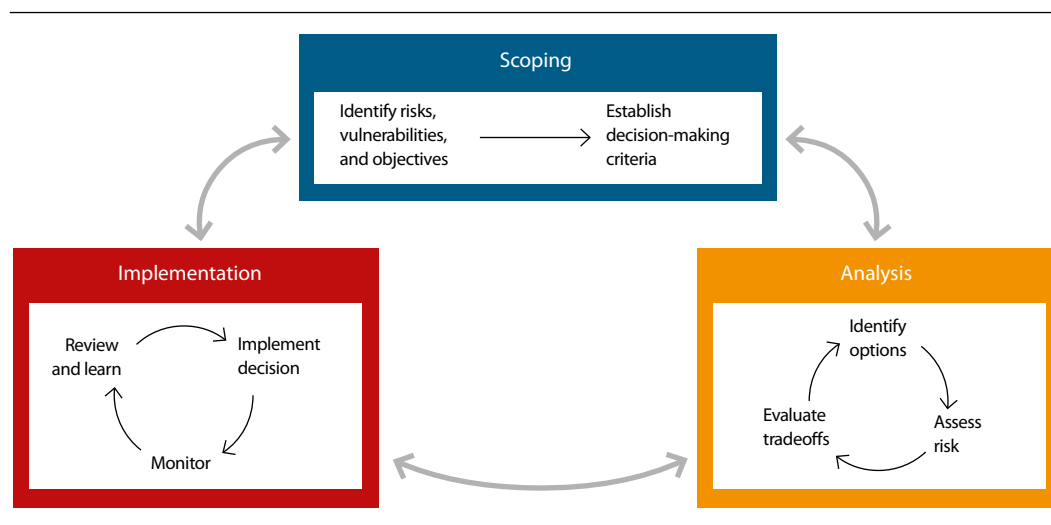 Scoping
Identify risks,
vulnerabilities,
and objectives
Establish
decision-making
criteria
Implementation
Review
and learn
Implement
decision
Monitor
Analysis
Identify
options
Evaluate
tradeoffs
Assess
risk